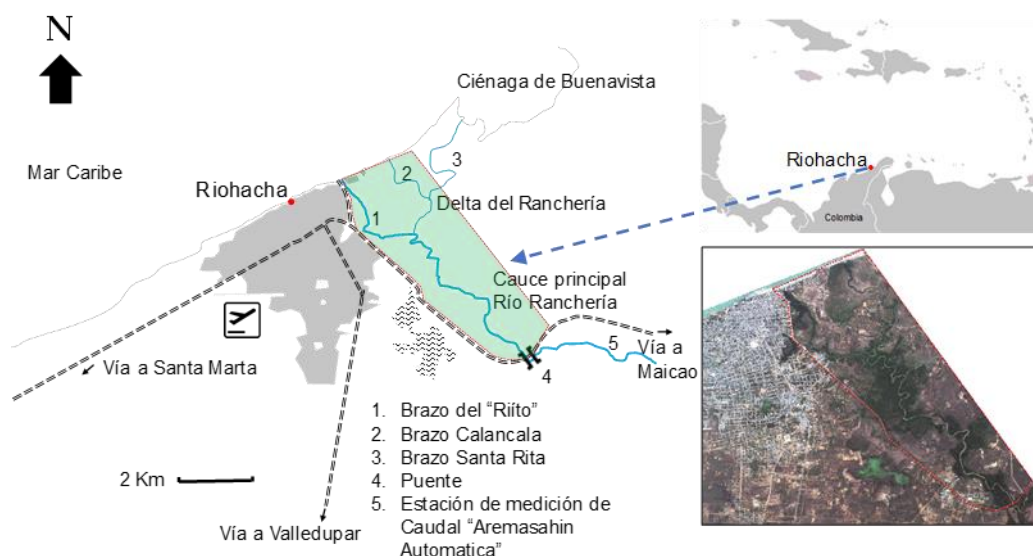 N
Ciénaga de Buenavista
Mar Caribe
Riohacha
3
2
Delta del Ranchería
1
Cauce principal
Río Ranchería
5
Vía a
Maicao
4
Vía a Santa Marta
2 Km
Vía a Valledupar
1. Brazo del “Riíto”
2. Brazo Calancala
3. Brazo Santa Rita
4. Puente
5. Estación de medición de
Caudal “Aremasahin
Automatica”
Riohacha
Colombia